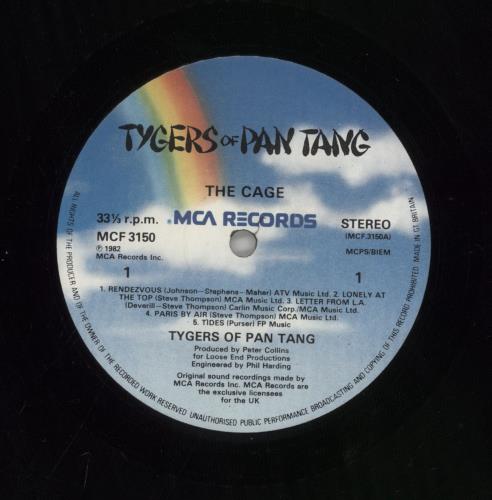 TYGERS OF PAN TANG
THE CAGE
33⅓ r.p.m.
MCA RECORDS
STEREO
MCF 3150
(MCF.3150A)
℗ 1982
MCA Records Inc.
MCPS/BIEM
1
1
1. RENDEZVOUS (Johnson—Stephens—Maher) ATV Music Ltd. 2. LONELY AT
THE TOP (Steve Thompson) MCA Music Ltd. 3. LETTER FROM L.A.
(Deverill—Steve Thompson) Carlin Music Corp./MCA Music Ltd.
4. PARIS BY AIR (Steve Thompson) MCA Music Ltd.
5. TIDES (Purser) FP Music
TYGERS OF PAN TANG
Produced by Peter Collins
for Loose End Productions
Engineered by Phil Harding
Original sound recordings made by
MCA Records Inc. MCA Records are
the exclusive licensees
for the UK
ALL RIGHTS OF THE PRODUCER AND OF THE OWNER OF THE RECORDED WORK RESERVED UNAUTHORISED PUBLIC PERFORMANCE BROADCASTING AND COPYING OF THIS RECORD PROHIBITED MADE IN GT. BRITAIN